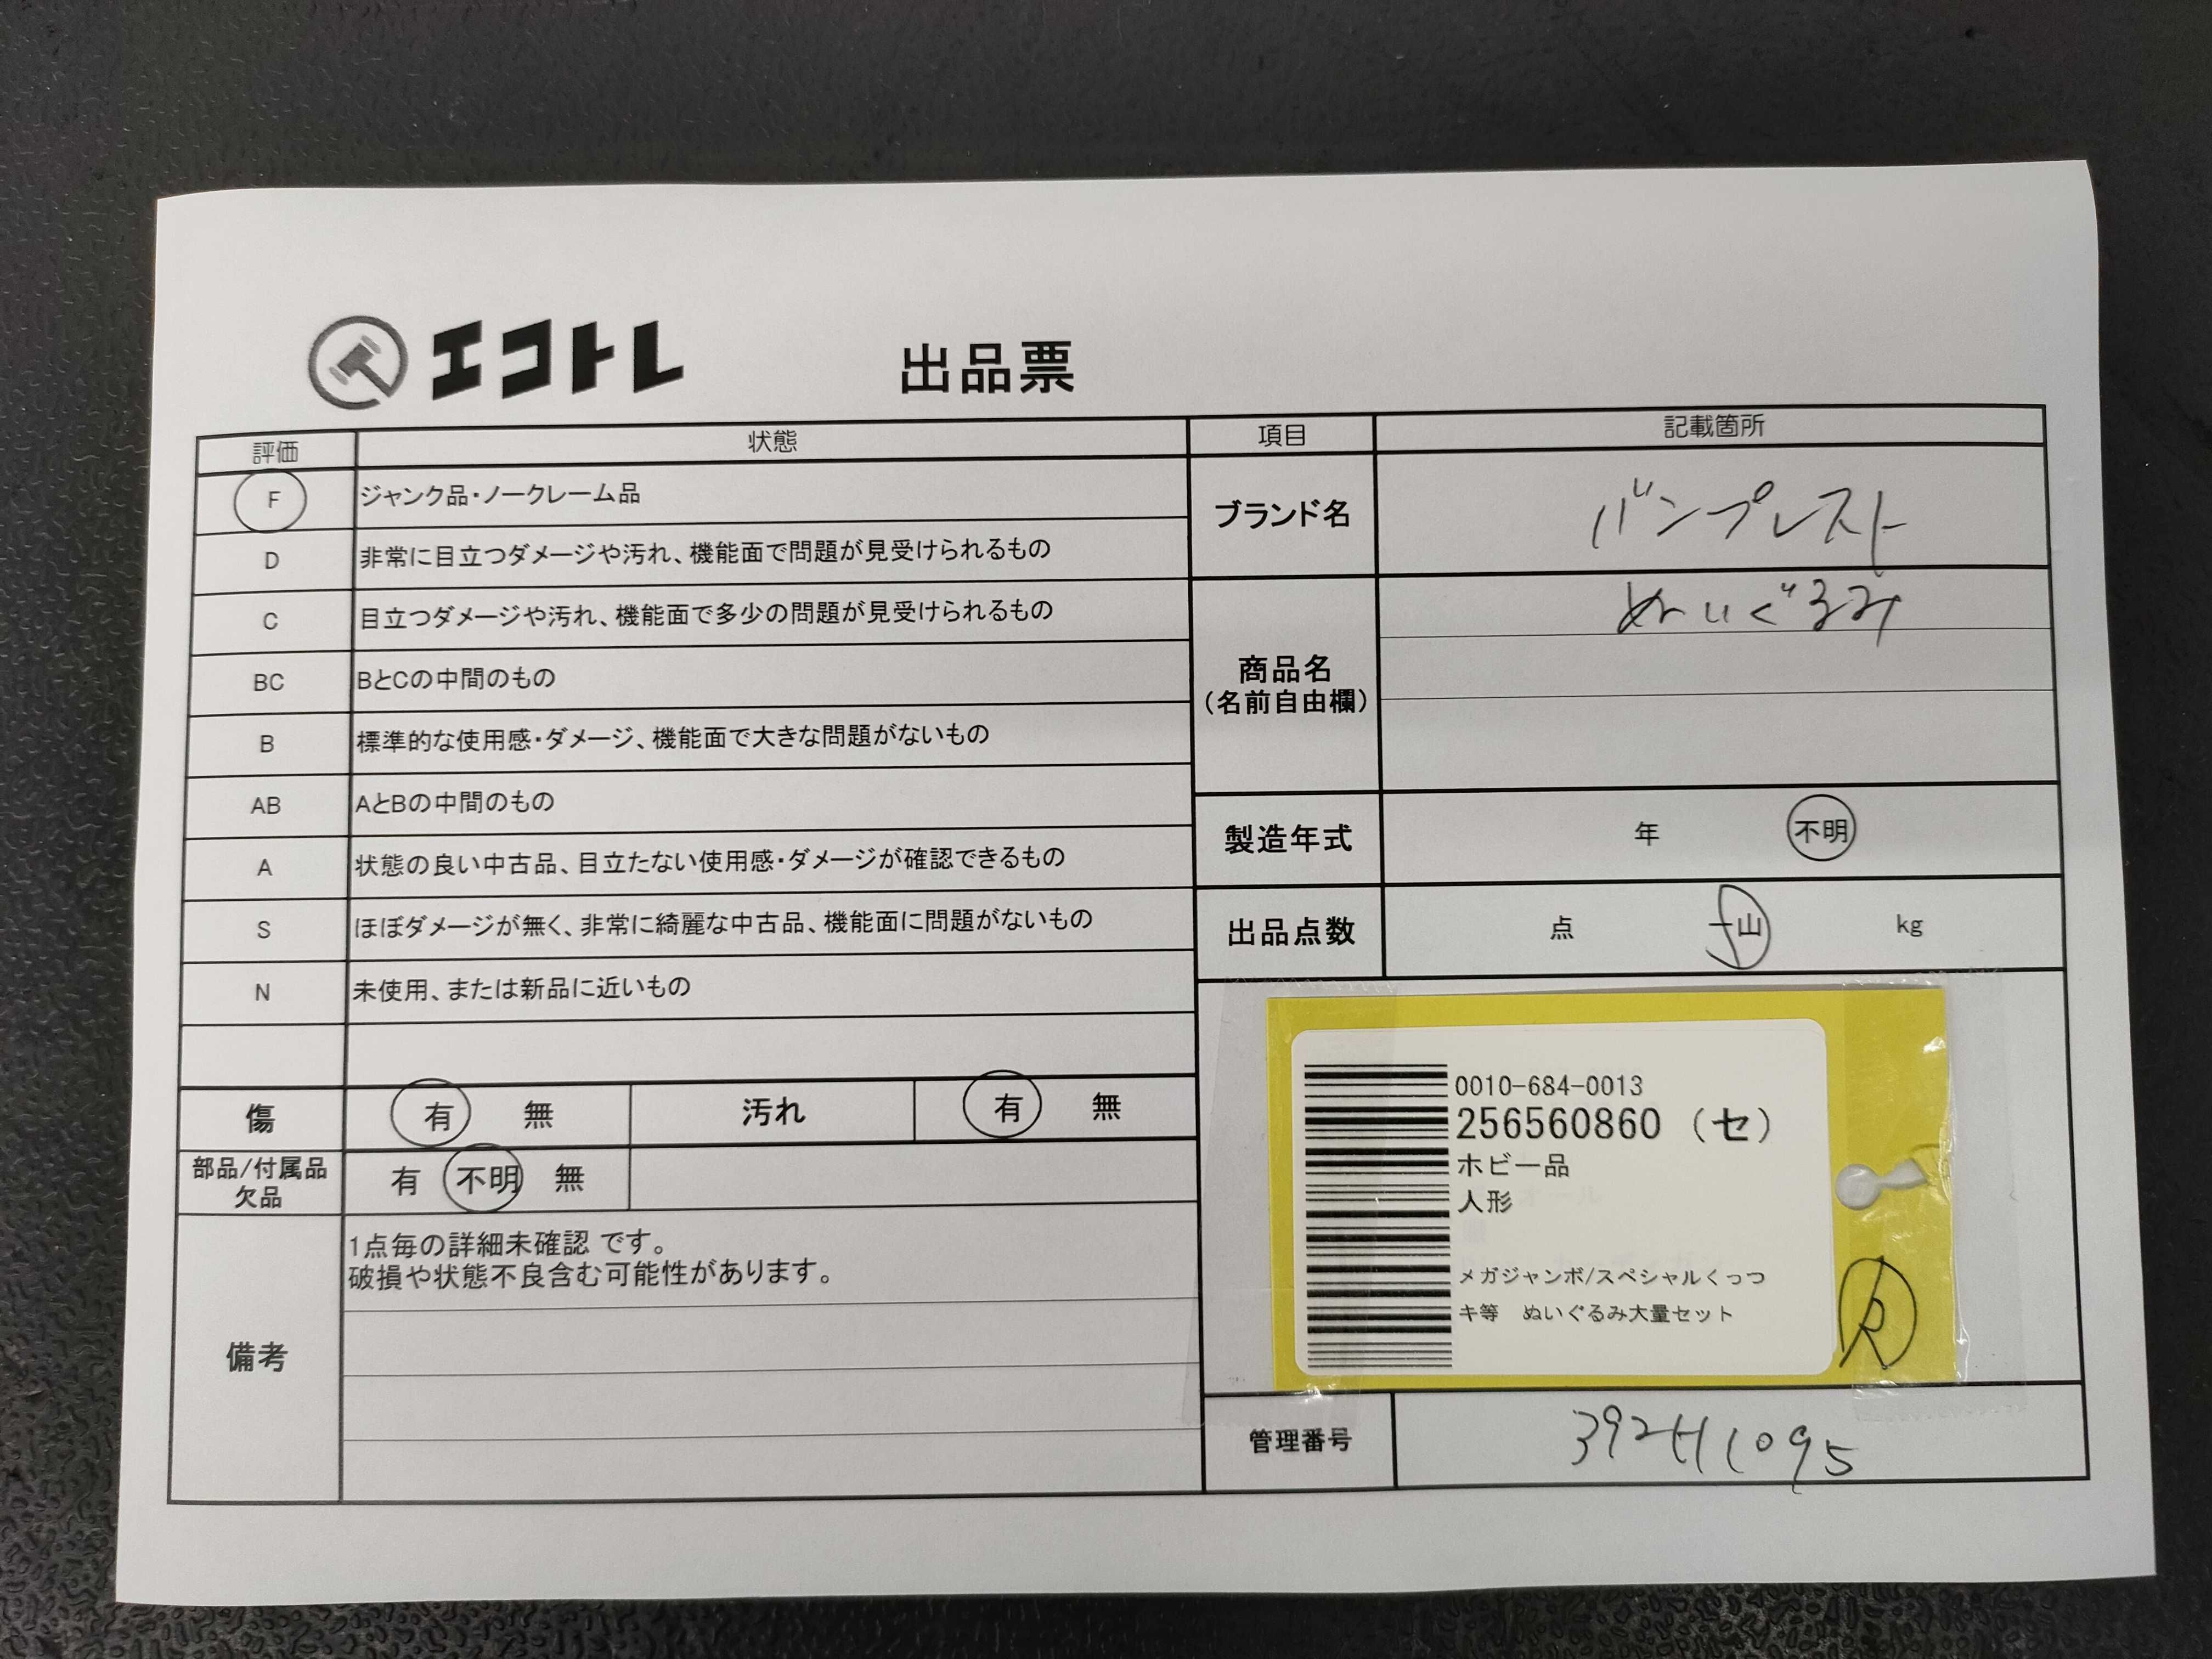 エコトレ
出品票
評価 状態
F ジャンク品・ノークレーム品
D 非常に目立つダメージや汚れ、機能面で問題が見受けられるもの
C 目立つダメージや汚れ、機能面で多少の問題が見受けられるもの
BC BとCの中間のもの
B 標準的な使用感・ダメージ、機能面で大きな問題がないもの
AB AとBの中間のもの
A 状態の良い中古品、目立たない使用感・ダメージが確認できるもの
S ほぼダメージが無く、非常に綺麗な中古品、機能面に問題がないもの
N 未使用、または新品に近いもの
傷 有 無 汚れ 有 無
部品/付属品
欠品
有 不明 無
備考
1点毎の詳細未確認 です。
破損や状態不良含む可能性があります。
項目 記載箇所
ブランド名 バンプレスト
商品名
(名前自由欄)
ぬいぐるみ
製造年式 年 不明
出品点数 点 一山 kg
0010-684-0013
256560860 (セ)
ホビー品
人形
メガジャンボ/スペシャルくっつ
キ等 ぬいぐるみ大量セット
管理番号 392H1095